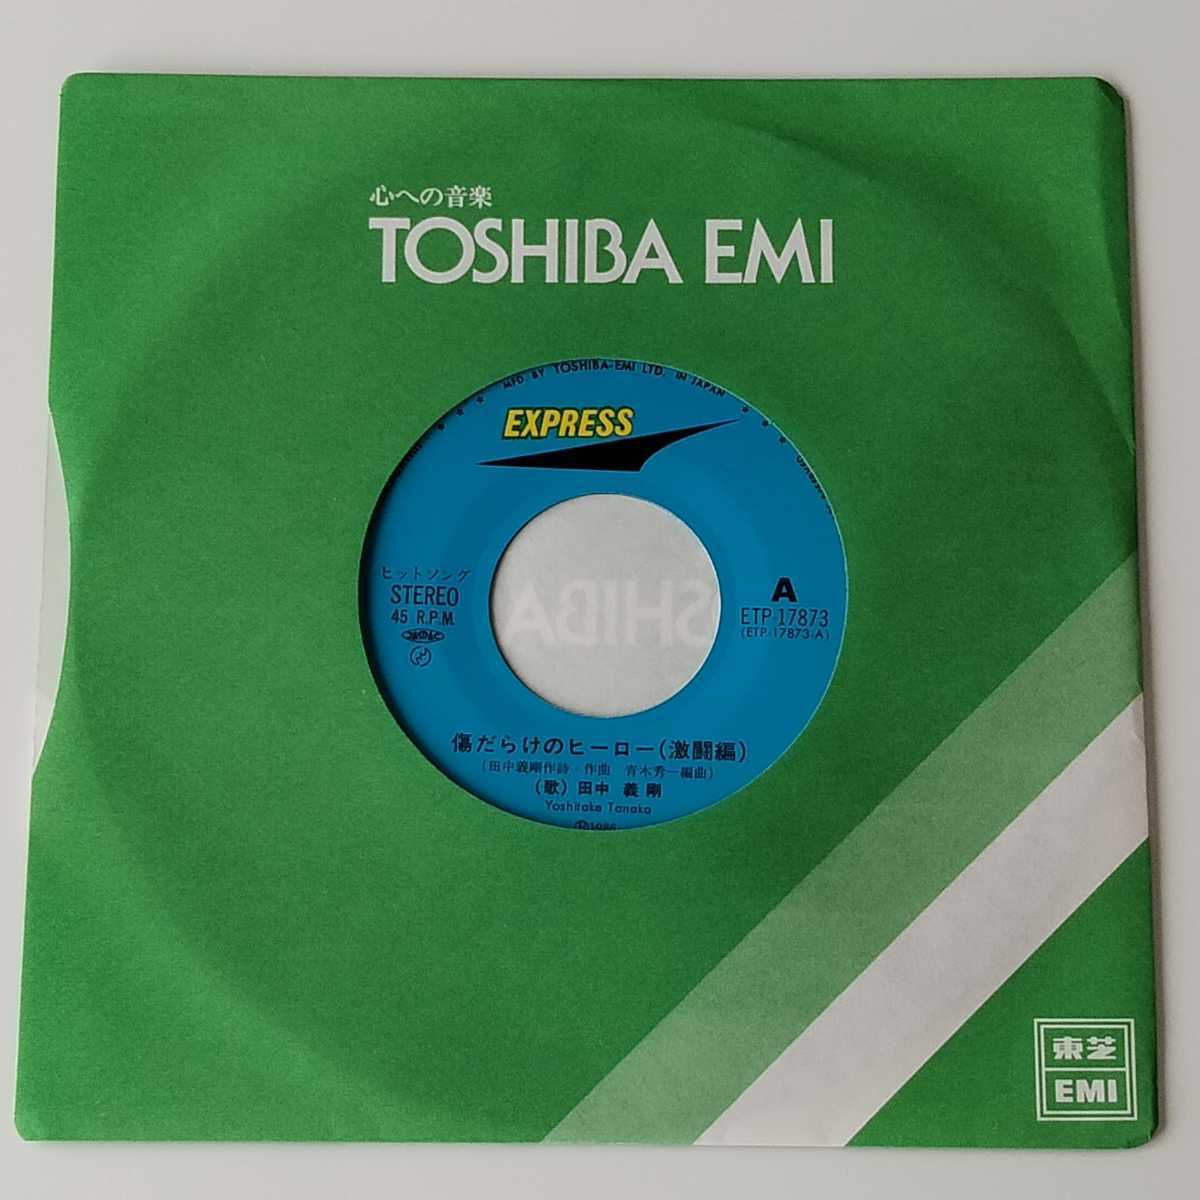 心への音楽
TOSHIBA EMI
MFD. BY TOSHIBA-EMI LTD. IN JAPAN
EXPRESS
ヒットソング
STEREO
45 R.P.M.
JASRAC
A
ETP-17873
(ETP-17873-A)
SHIBA
傷だらけのヒーロー(激闘編)
(田中義剛作詩・作曲 青木秀一編曲)
(歌) 田中 義剛
Yoshitake Tanaka
Ⓟ1986
東芝
EMI